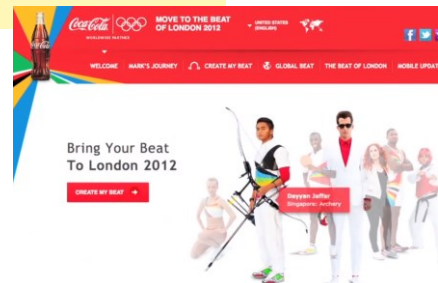 Coca-Cola
WORLDWIDE PARTNER
MOVE TO THE BEAT
OF LONDON 2012
UNITED STATES
(ENGLISH)
WELCOME MARK'S JOURNEY CREATE MY BEAT GLOBAL BEAT THE BEAT OF LONDON MOBILE UPDAT
Bring Your Beat
To London 2012
CREATE MY BEAT
Dayyan Jaffar
Singapore: Archery